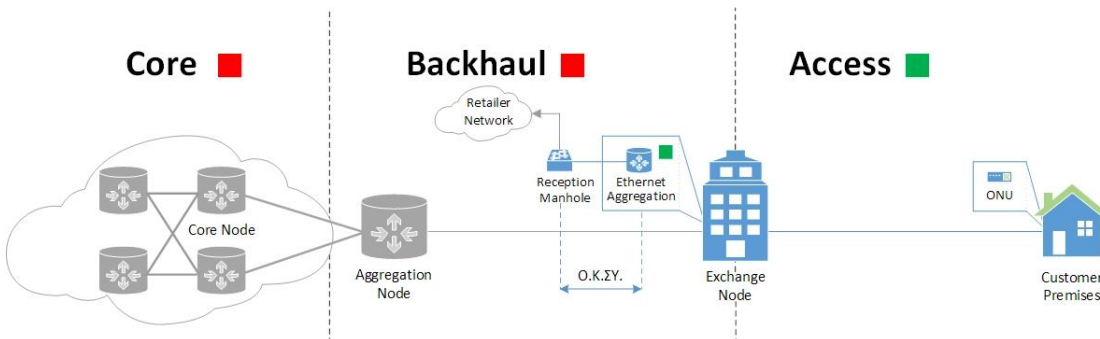 Core
Backhaul
Access
Retailer
Network
Reception
Manhole
Ethernet
Aggregation
ONU
Core Node
Aggregation
Node
Ο.Κ.ΣΥ.
Exchange
Node
Customer
Premises